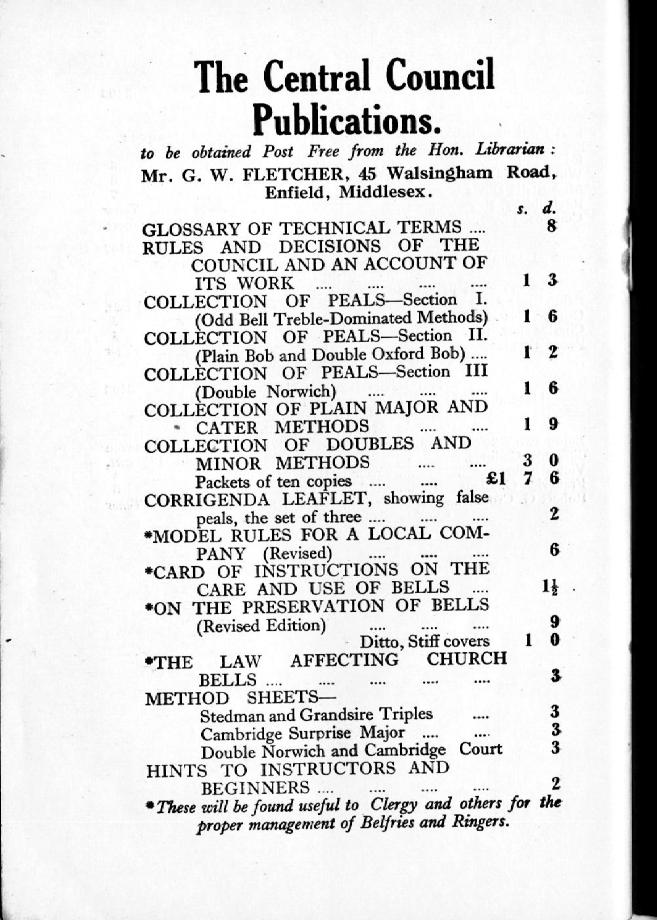 The Central Council
Publications.
to be obtained Post Free from the Hon. Librarian :
Mr. G. W. FLETCHER, 45 Walsingham Road,
Enfield, Middlesex.
s. d.
GLOSSARY OF TECHNICAL TERMS .... 8
RULES AND DECISIONS OF THE
COUNCIL AND AN ACCOUNT OF
ITS WORK .... .... .... .... 1 3
COLLECTION OF PEALS—Section I.
(Odd Bell Treble-Dominated Methods) 1 6
COLLECTION OF PEALS—Section II.
(Plain Bob and Double Oxford Bob) .... 1 2
COLLECTION OF PEALS—Section III
(Double Norwich) .... .... .... 1 6
COLLECTION OF PLAIN MAJOR AND
CATER METHODS .... .... 1 9
COLLECTION OF DOUBLES AND
MINOR METHODS .... .... 3 0
Packets of ten copies .... .... £1 7 6
CORRIGENDA LEAFLET, showing false
peals, the set of three .... .... .... 2
*MODEL RULES FOR A LOCAL COM-
PANY (Revised) .... .... .... 6
*CARD OF INSTRUCTIONS ON THE
CARE AND USE OF BELLS .... 1½
*ON THE PRESERVATION OF BELLS
(Revised Edition) .... .... .... 9
Ditto, Stiff covers 1 0
*THE LAW AFFECTING CHURCH
BELLS .... .... .... .... .... 3
METHOD SHEETS—
Stedman and Grandsire Triples .... 3
Cambridge Surprise Major .... .... 3
Double Norwich and Cambridge Court 3
HINTS TO INSTRUCTORS AND
BEGINNERS .... .... .... .... 2
* These will be found useful to Clergy and others for the
proper management of Belfries and Ringers.